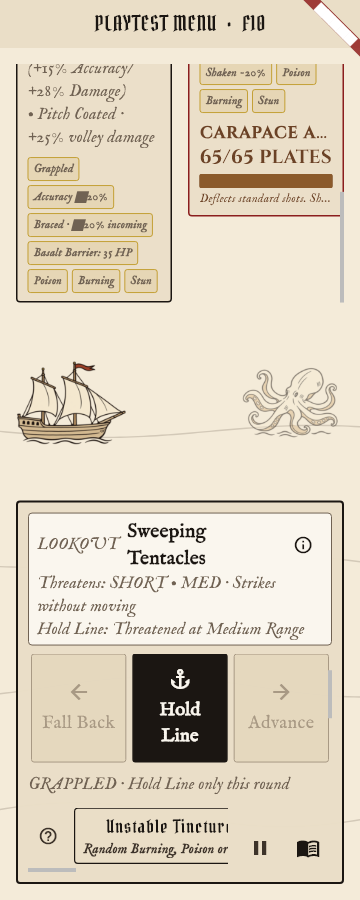 PLAYTEST MENU · F10
(+15% Accuracy/
+28% Damage)
• Pitch Coated ·
+25% volley damage
Grappled
Accuracy 20%
Braced · 20% incoming
Basalt Barrier: 35 HP
Poison Burning Stun
Shaken -20% Poison
Burning Stun
CARAPACE A...
65/65 PLATES
Deflects standard shots. Sh...
LOOKOUT Sweeping
Tentacles
Threatens: SHORT • MED · Strikes
without moving
Hold Line: Threatened at Medium Range
Fall Back
Hold
Line
Advance
GRAPPLED · Hold Line only this round
Unstable Tincture
Random Burning, Poison or